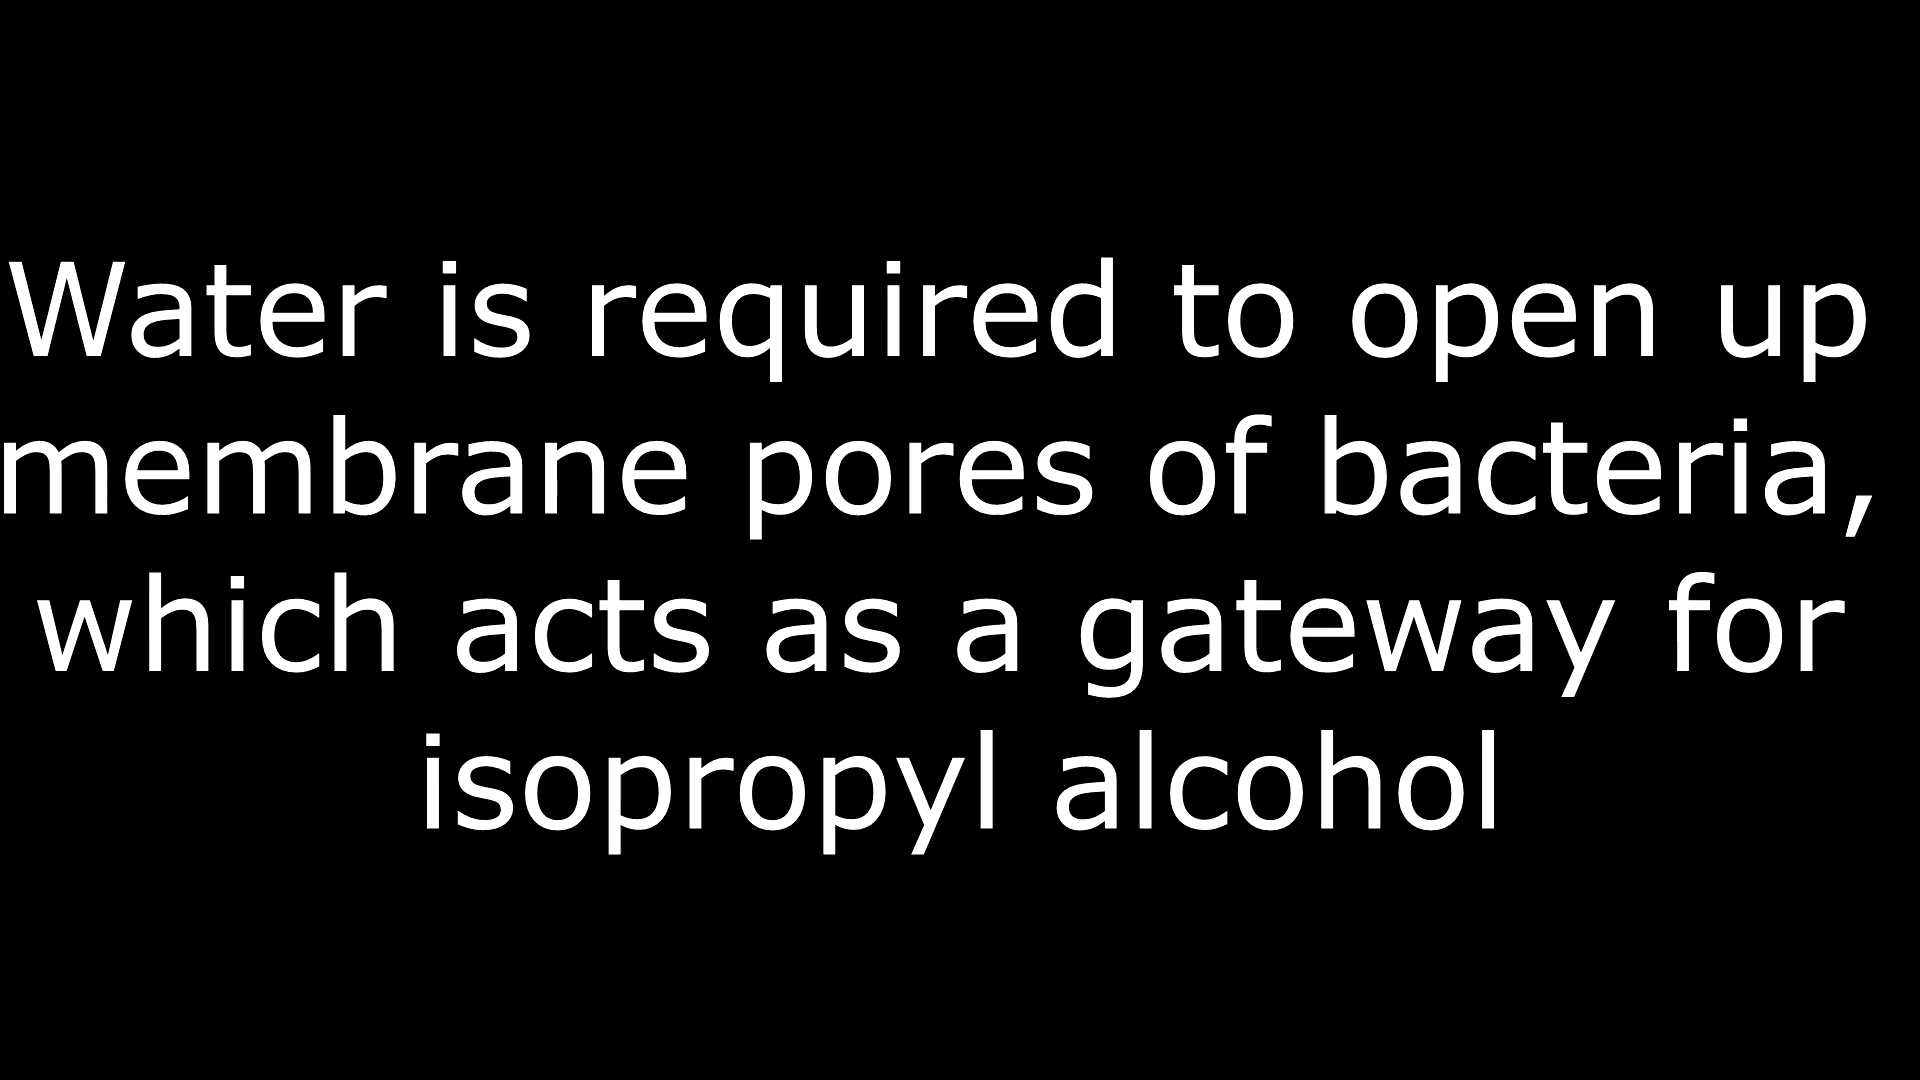 Water is required to open up
membrane pores of bacteria,
which acts as a gateway for
isopropyl alcohol